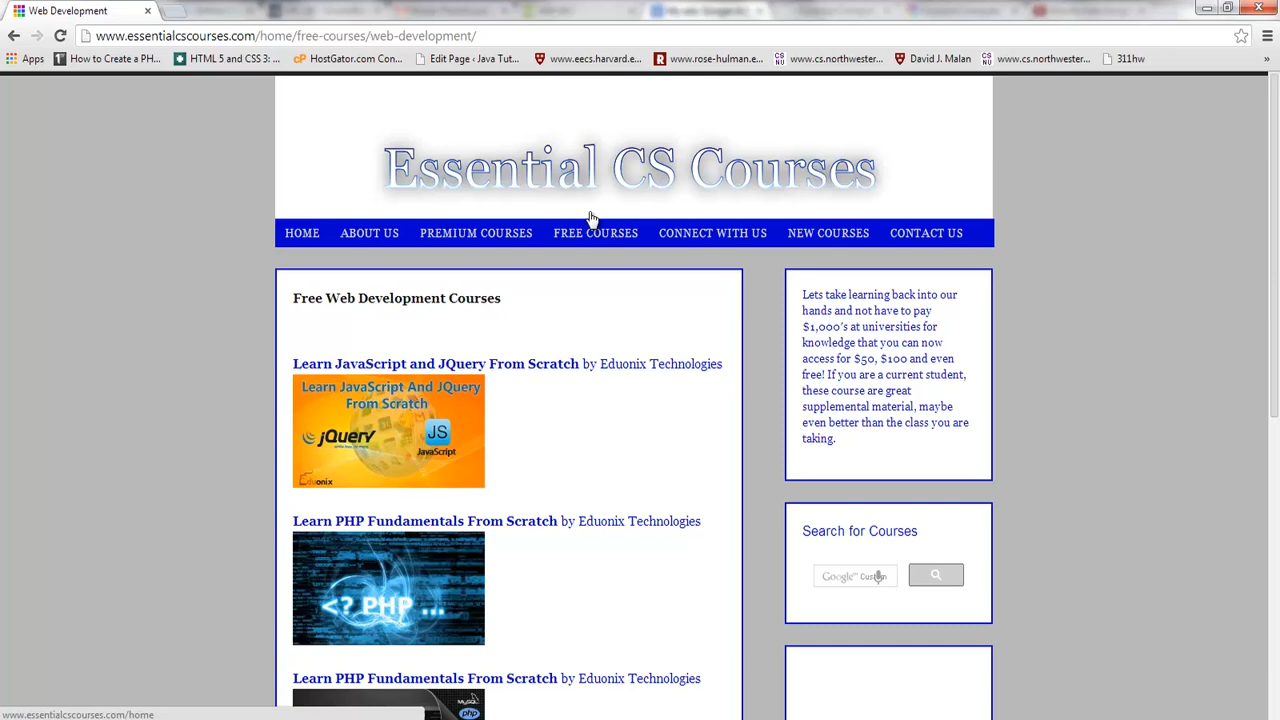 Web Development
www.essentialcscourses.com/home/free-courses/web-development/
Apps How to Create a PH... HTML 5 and CSS 3: ... HostGator.com Con... Edit Page ‹ Java Tut... www.eecs.harvard.e... www.rose-hulman.e... www.cs.northwester... David J. Malan www.cs.northwester... 311hw
Essential CS Courses
HOME ABOUT US PREMIUM COURSES FREE COURSES CONNECT WITH US NEW COURSES CONTACT US
Free Web Development Courses
Learn JavaScript and JQuery From Scratch by Eduonix Technologies
Learn JavaScript And JQuery
From Scratch
jQuery
JS
JavaScript
Eduonix
Learn PHP Fundamentals From Scratch by Eduonix Technologies
<? PHP ...
Learn PHP Fundamentals From Scratch by Eduonix Technologies
MySQL
php
Lets take learning back into our
hands and not have to pay
$1,000's at universities for
knowledge that you can now
access for $50, $100 and even
free! If you are a current student,
these course are great
supplemental material, maybe
even better than the class you are
taking.
Search for Courses
Google™ Custom
www.essentialcscourses.com/home